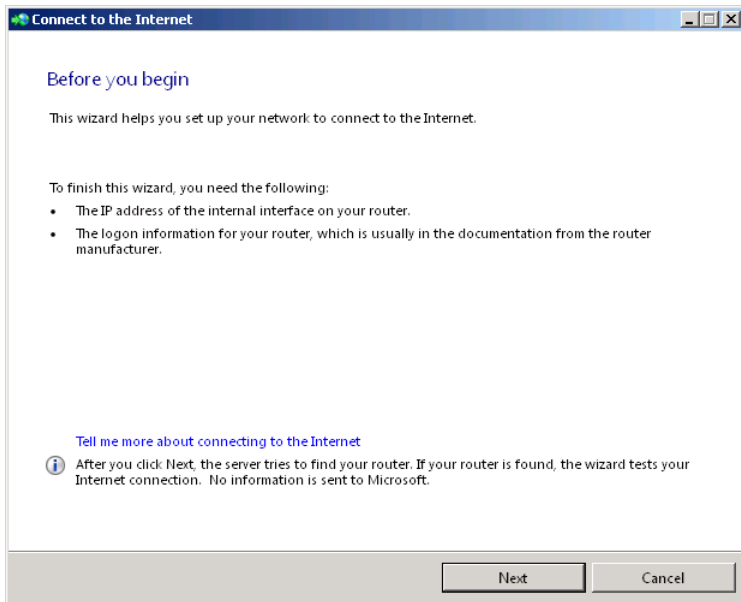 Connect to the Internet
Before you begin
This wizard helps you set up your network to connect to the Internet.
To finish this wizard, you need the following:
• The IP address of the internal interface on your router.
• The logon information for your router, which is usually in the documentation from the router
manufacturer.
Tell me more about connecting to the Internet
After you click Next, the server tries to find your router. If your router is found, the wizard tests your
Internet connection. No information is sent to Microsoft.
Next Cancel